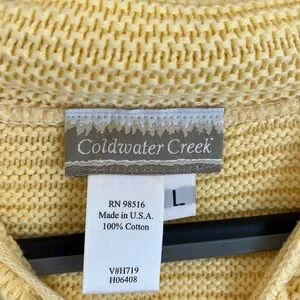 Coldwater Creek
L
RN 98516
Made in U.S.A.
100% Cotton
V#H719
H06408